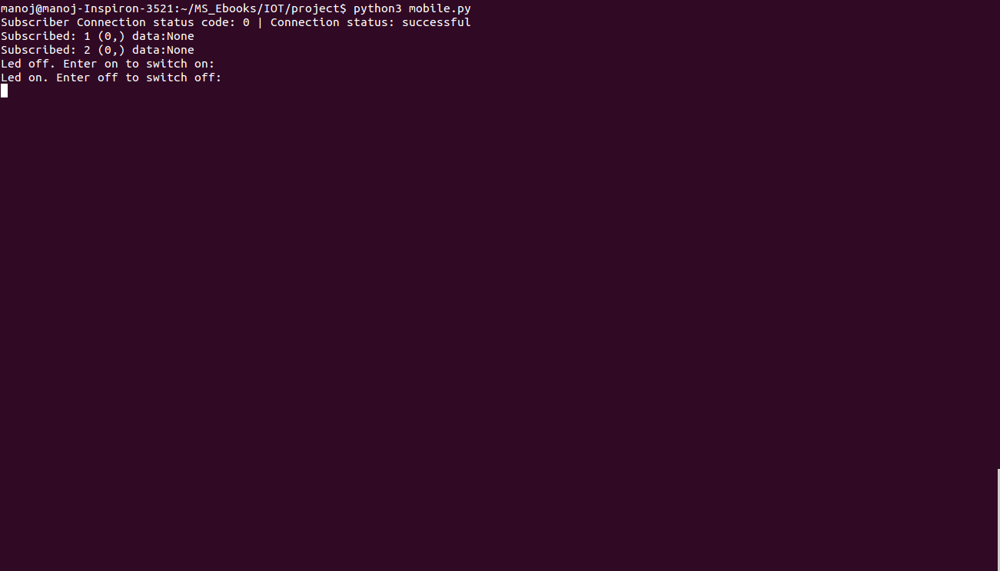 manoj@manoj-Inspiron-3521:~/MS_Ebooks/IOT/project$ python3 mobile.py
Subscriber Connection status code: 0 | Connection status: successful
Subscribed: 1 (0,) data:None
Subscribed: 2 (0,) data:None
Led off. Enter on to switch on:
Led on. Enter off to switch off: